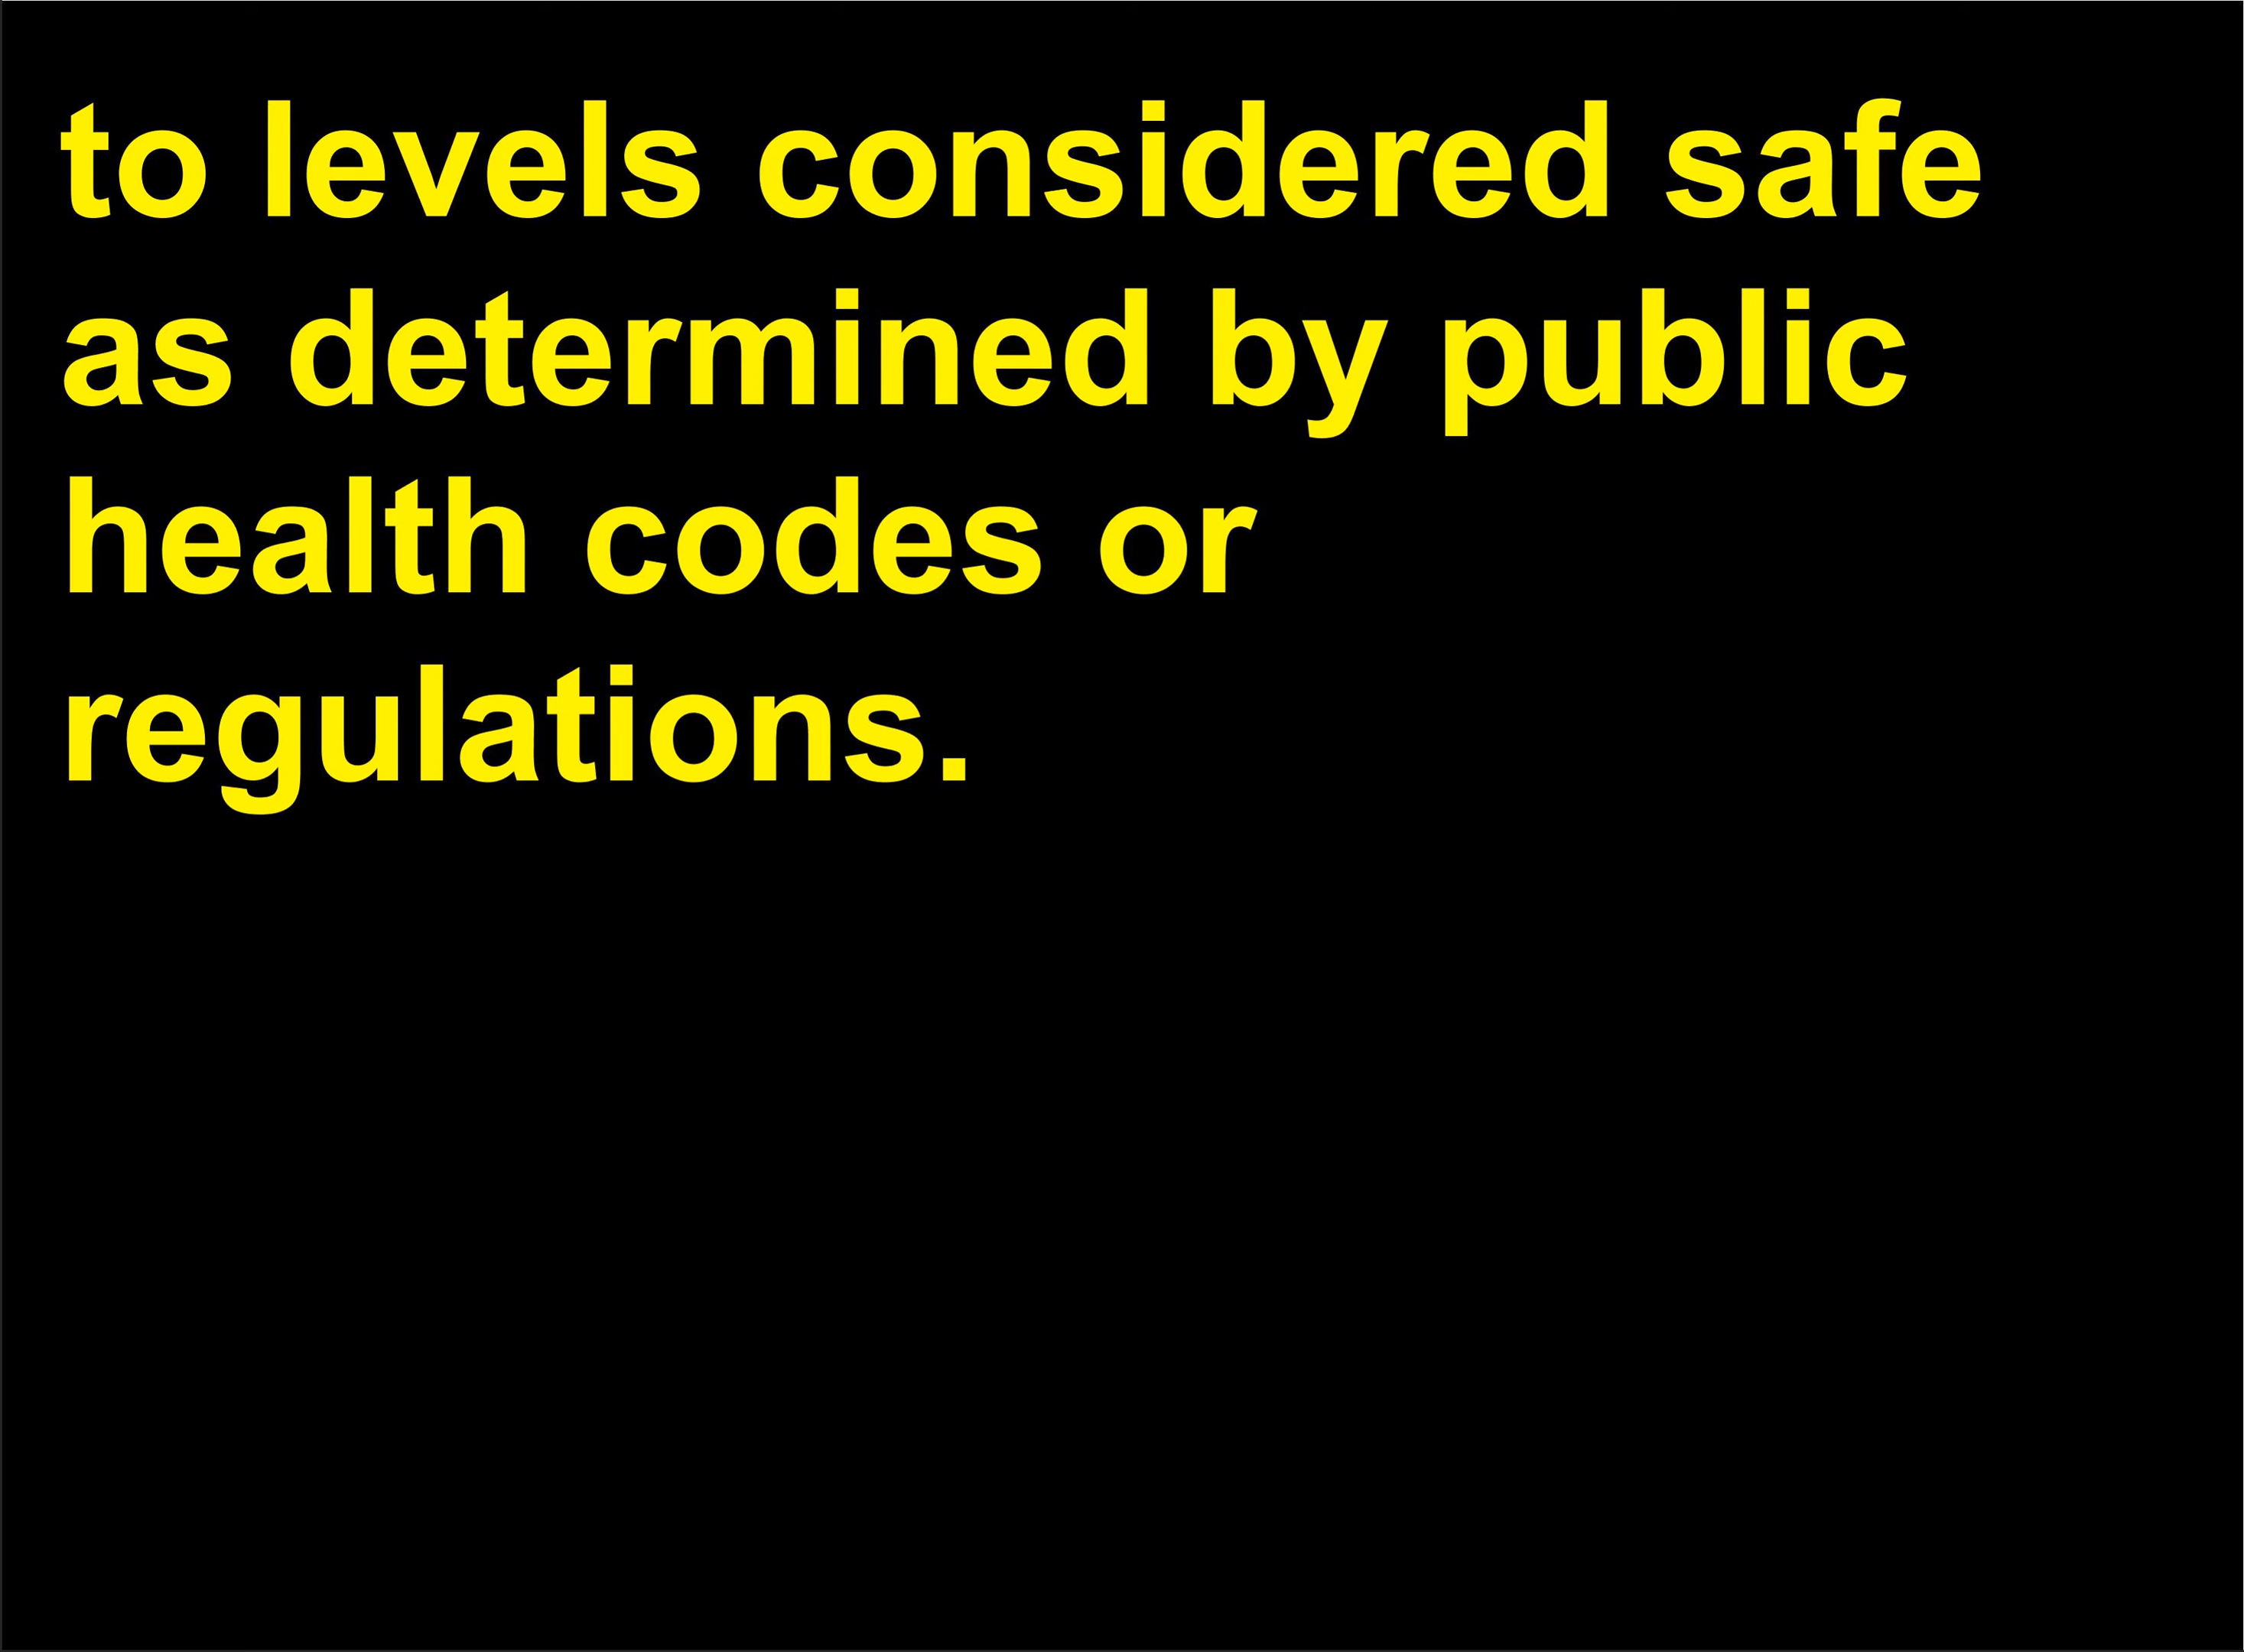 to levels considered safe
as determined by public
health codes or
regulations.